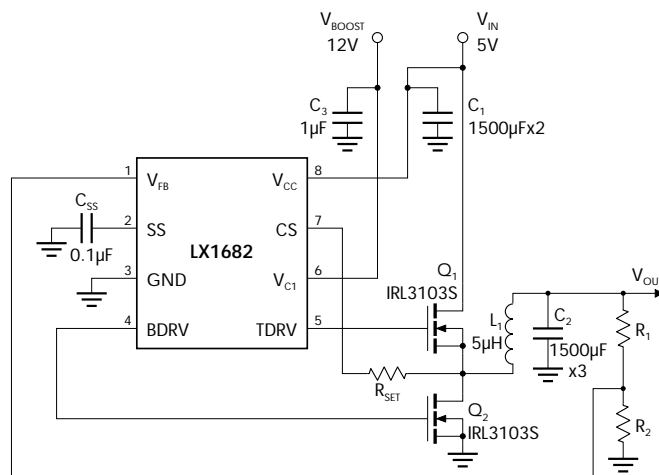 V_BOOST
12V
V_IN
5V
C_3
1µF
C_1
1500µFx2
1
V_FB
V_CC
8
C_SS
0.1µF
2
SS
CS
7
LX1682
3
GND
V_C1
6
4
BDRV
TDRV
5
Q_1
IRL3103S
L_1
5µH
C_2
1500µF
x3
V_OU
R_1
R_SET
Q_2
IRL3103S
R_2